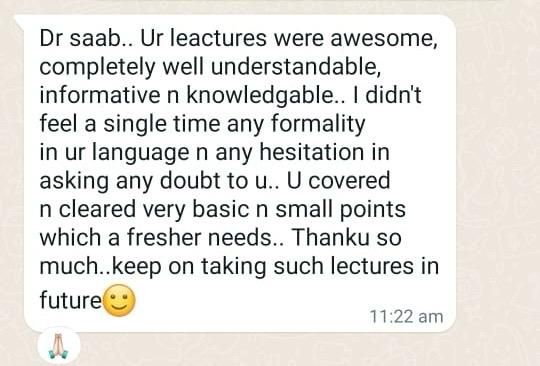 Dr saab.. Ur leactures were awesome,
completely well understandable,
informative n knowledgable.. I didn't
feel a single time any formality
in ur language n any hesitation in
asking any doubt to u.. U covered
n cleared very basic n small points
which a fresher needs.. Thanku so
much..keep on taking such lectures in
future🙂
11:22 am
🙏🏻